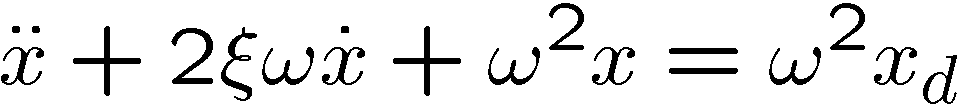 ẍ + 2ξωẋ + ω²x = ω²x_d